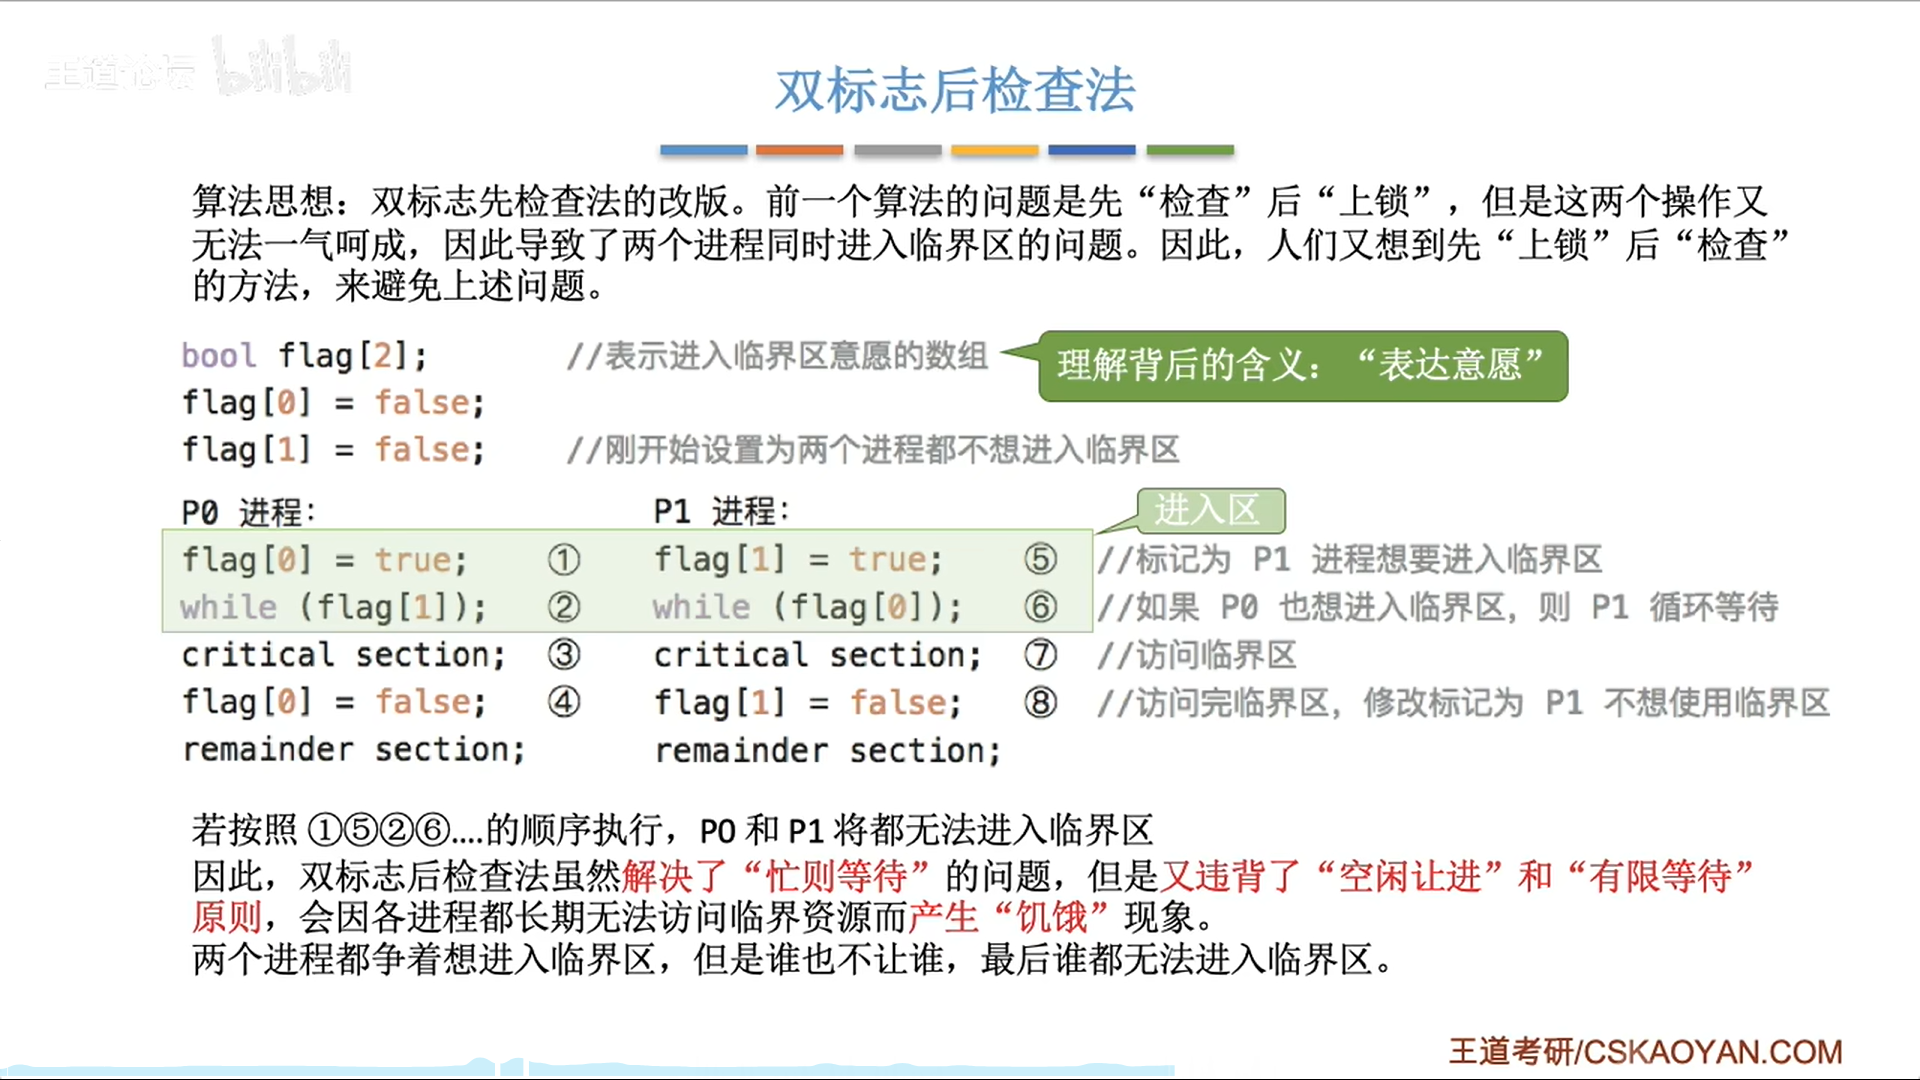 王道论坛 bilibili
双标志后检查法
算法思想：双标志先检查法的改版。前一个算法的问题是先“检查”后“上锁”，但是这两个操作又
无法一气呵成，因此导致了两个进程同时进入临界区的问题。因此，人们又想到先“上锁”后“检查”
的方法，来避免上述问题。
bool flag[2]; //表示进入临界区意愿的数组
理解背后的含义：“表达意愿”
flag[0] = false;
flag[1] = false; //刚开始设置为两个进程都不想进入临界区
P0 进程： P1 进程：
进入区
flag[0] = true; ① flag[1] = true; ⑤ //标记为 P1 进程想要进入临界区
while (flag[1]); ② while (flag[0]); ⑥ //如果 P0 也想进入临界区，则 P1 循环等待
critical section; ③ critical section; ⑦ //访问临界区
flag[0] = false; ④ flag[1] = false; ⑧ //访问完临界区，修改标记为 P1 不想使用临界区
remainder section; remainder section;
若按照 ①⑤②⑥....的顺序执行，P0 和 P1 将都无法进入临界区
因此，双标志后检查法虽然解决了“忙则等待”的问题，但是又违背了“空闲让进”和“有限等待”
原则，会因各进程都长期无法访问临界资源而产生“饥饿”现象。
两个进程都争着想进入临界区，但是谁也不让谁，最后谁都无法进入临界区。
王道考研/CSKAOYAN.COM